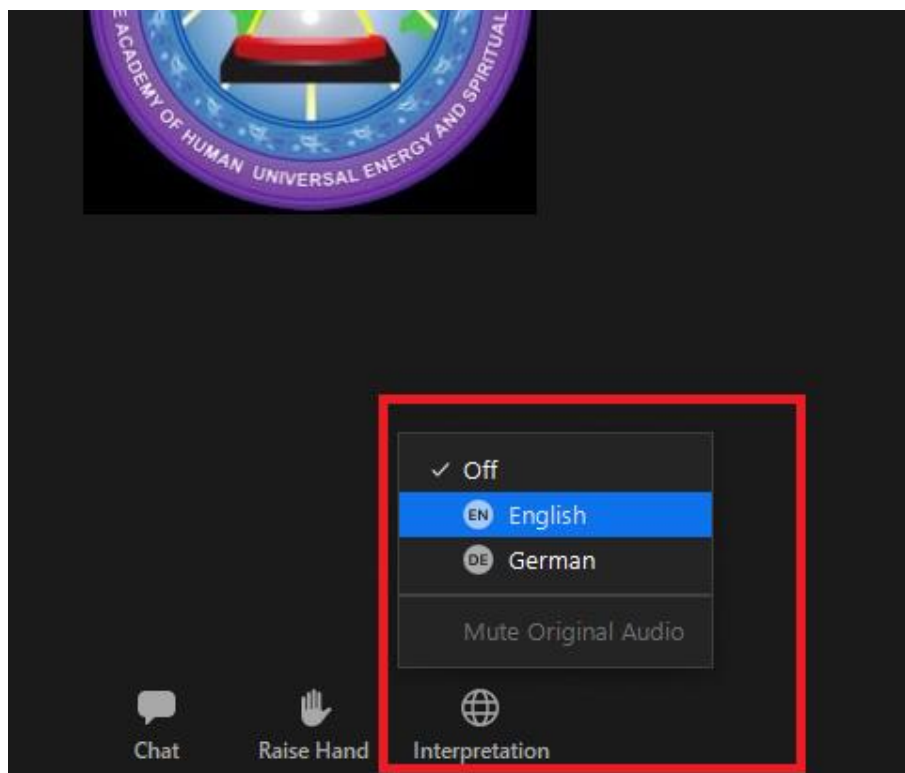 E ACADEMY OF HUMAN UNIVERSAL ENERGY AND SPIRITUAL
Off
EN English
DE German
Mute Original Audio
Chat
Raise Hand
Interpretation